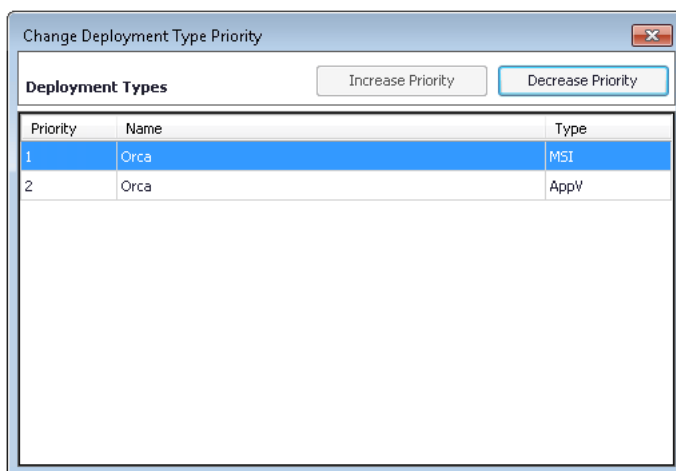 Change Deployment Type Priority
Deployment Types Increase Priority Decrease Priority
Priority Name Type
1 Orca MSI
2 Orca AppV